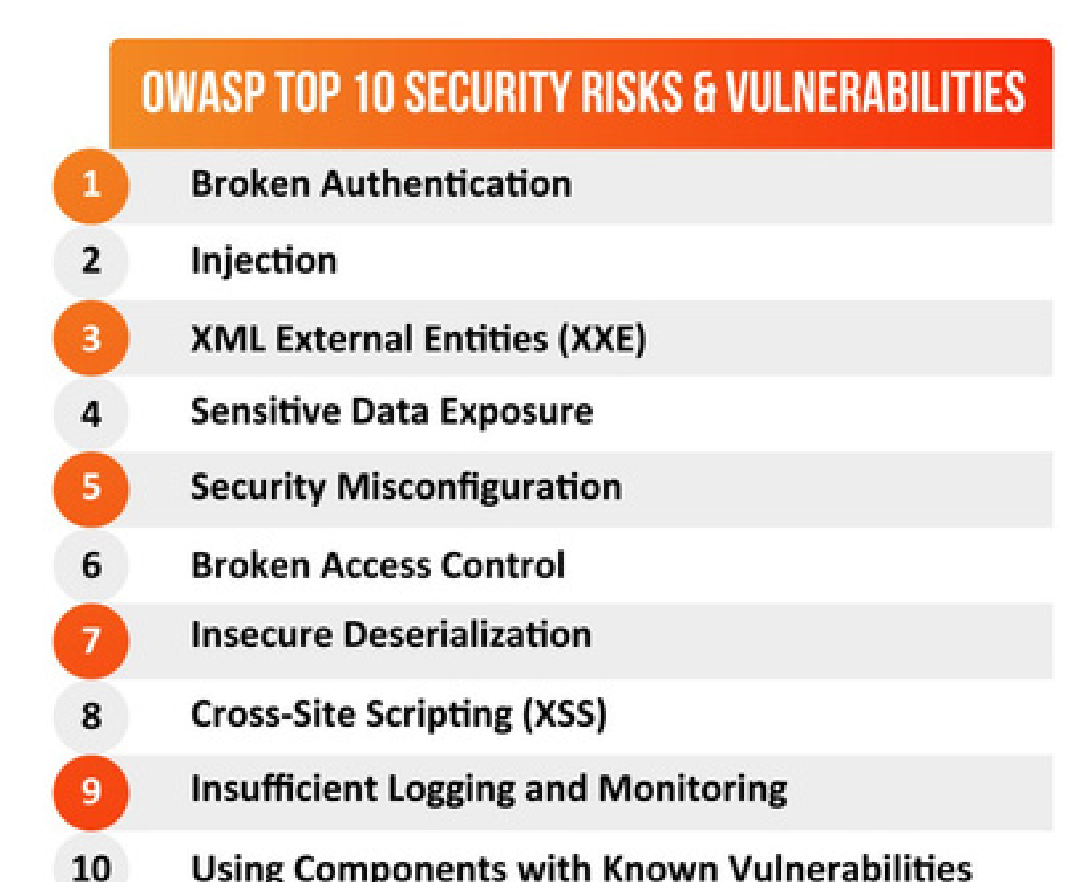 OWASP TOP 10 SECURITY RISKS & VULNERABILITIES
1 Broken Authentication
2 Injection
3 XML External Entities (XXE)
4 Sensitive Data Exposure
5 Security Misconfiguration
6 Broken Access Control
7 Insecure Deserialization
8 Cross-Site Scripting (XSS)
9 Insufficient Logging and Monitoring
10 Using Components with Known Vulnerabilities